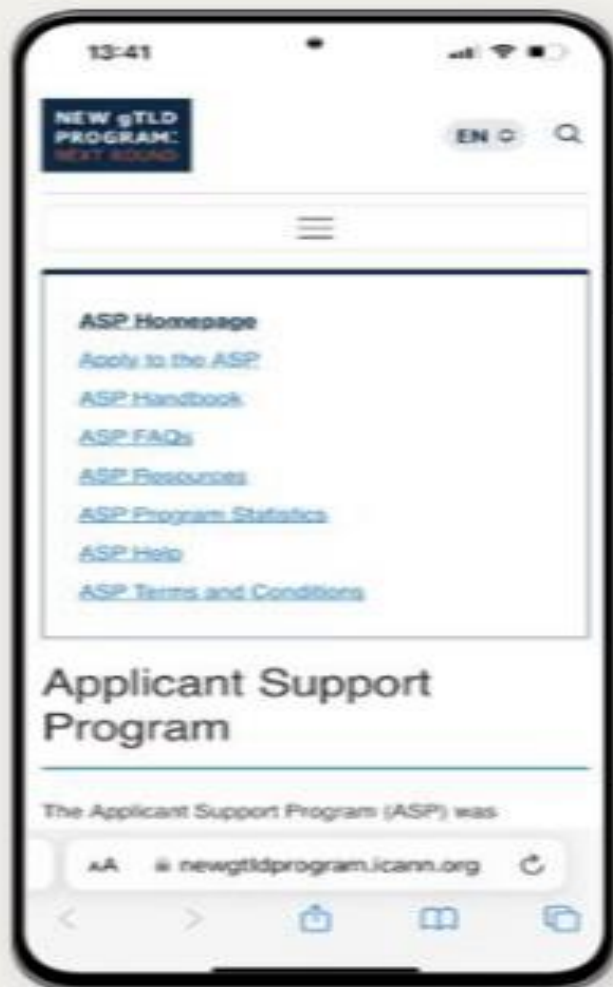 13:41
NEW gTLD
PROGRAM:
NEXT ROUND
EN
ASP Homepage
Apply to the ASP
ASP Handbook
ASP FAQs
ASP Resources
ASP Program Statistics
ASP Help
ASP Terms and Conditions
Applicant Support
Program
The Applicant Support Program (ASP) was
AA newgtldprogram.icann.org